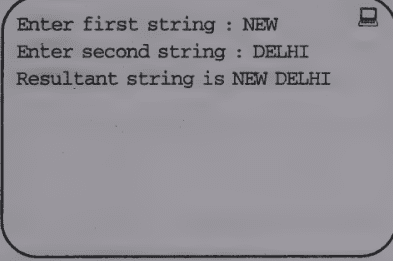 Enter first string : NEW
Enter second string : DELHI
Resultant string is NEW DELHI